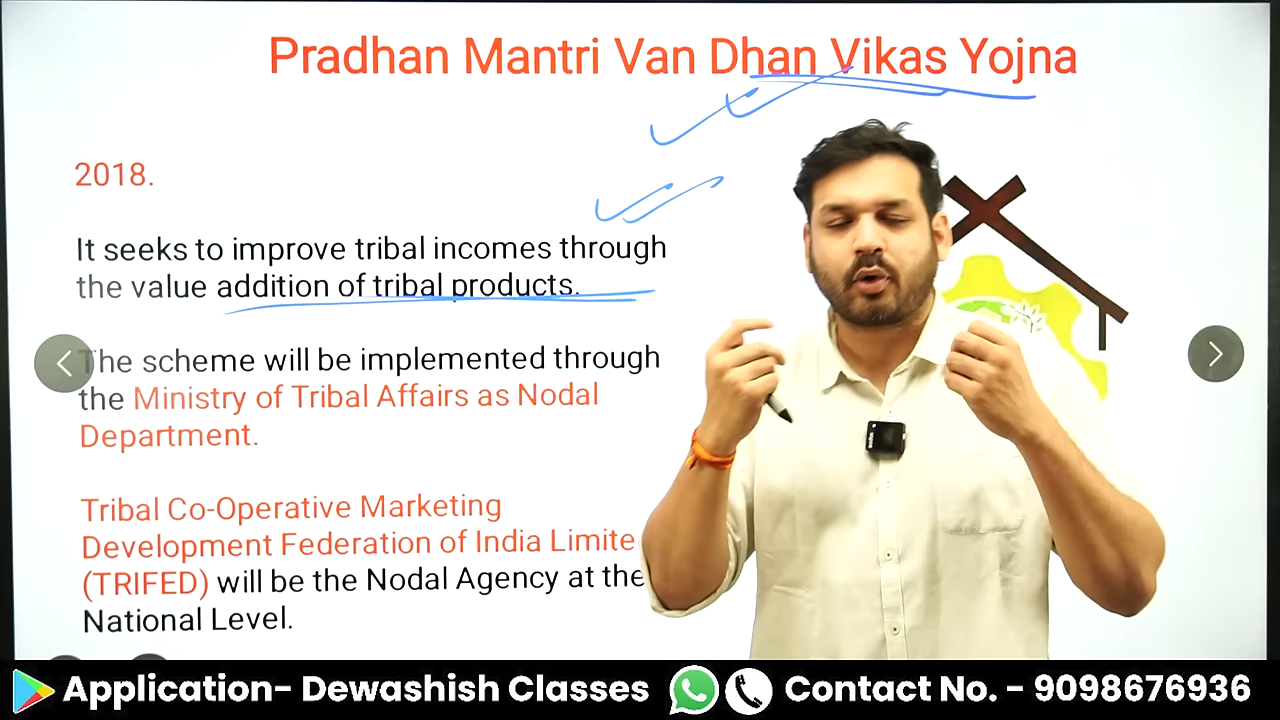 Pradhan Mantri Van Dhan Vikas Yojna
2018.
It seeks to improve tribal incomes through
the value addition of tribal products.
The scheme will be implemented through
the Ministry of Tribal Affairs as Nodal
Department.
Tribal Co-Operative Marketing
Development Federation of India Limite
(TRIFED) will be the Nodal Agency at the
National Level.
Application- Dewashish Classes
Contact No. - 9098676936